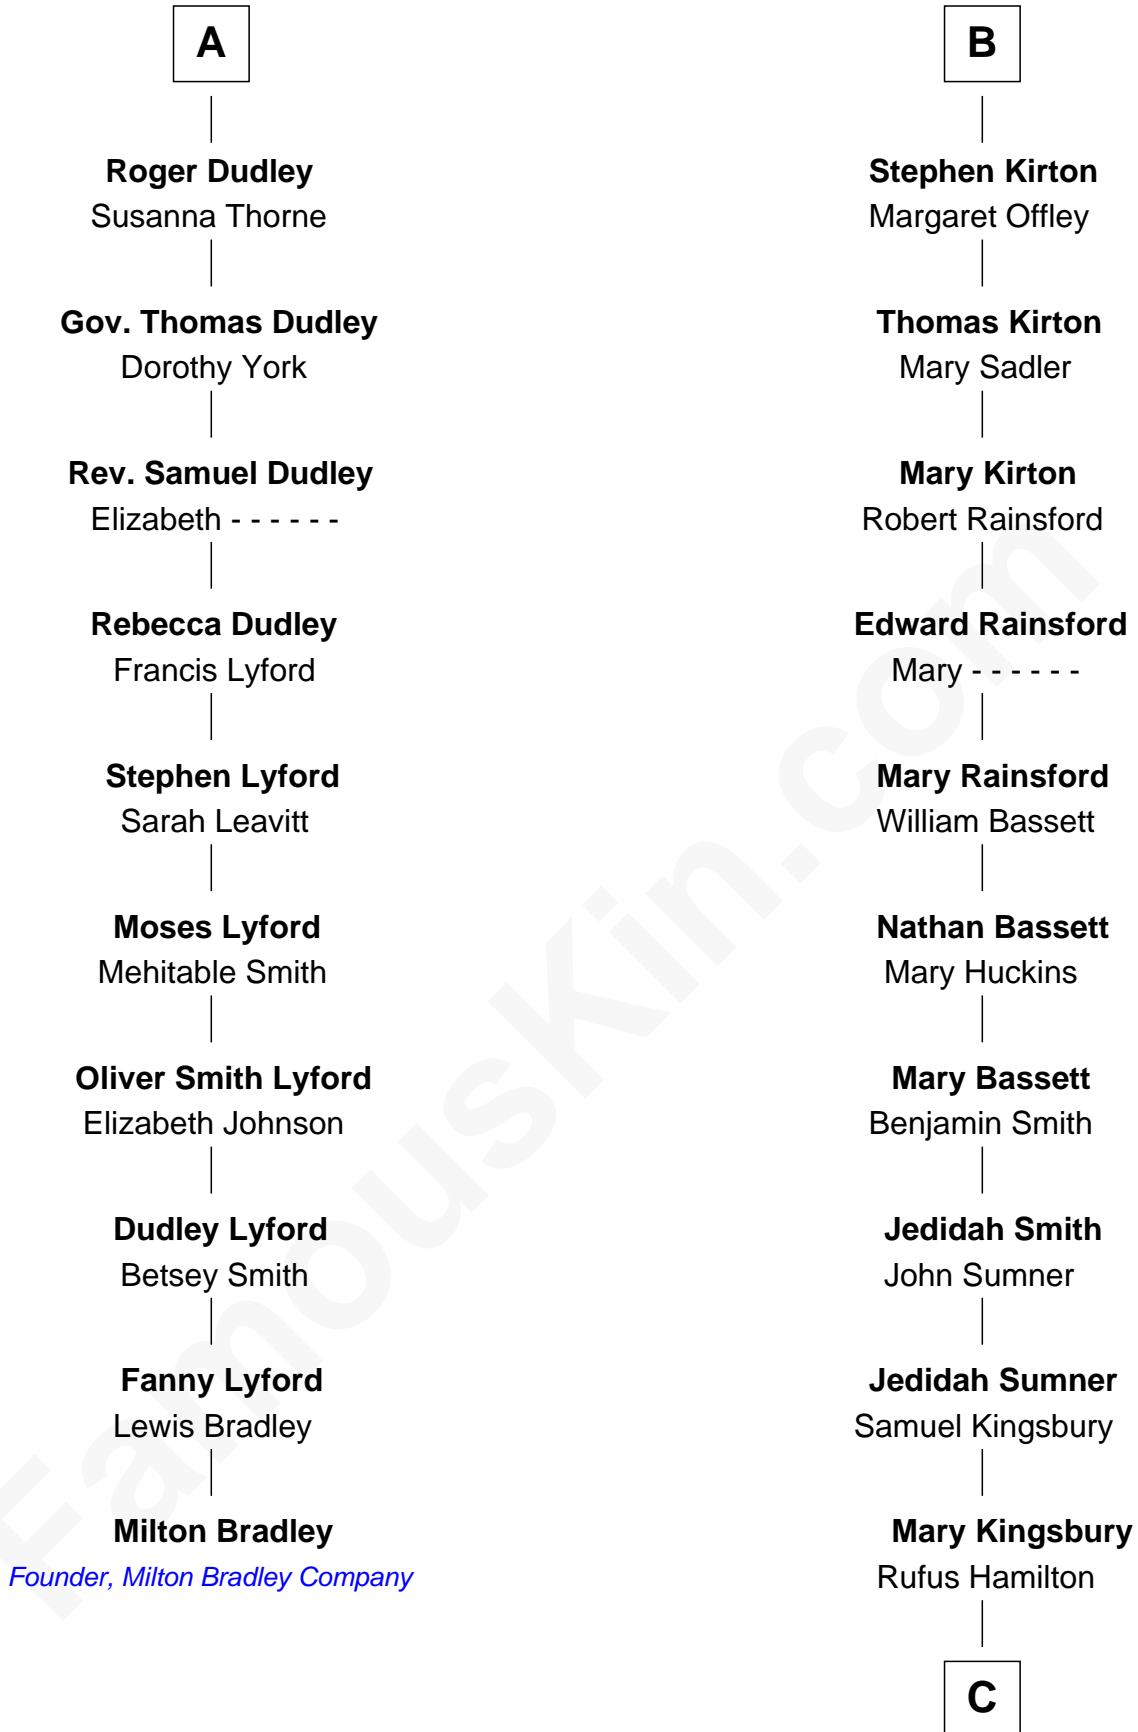 A
Roger Dudley
Susanna Thorne
Gov. Thomas Dudley
Dorothy York
Rev. Samuel Dudley
Elizabeth - - - - - -
Rebecca Dudley
Francis Lyford
Stephen Lyford
Sarah Leavitt
Moses Lyford
Mehitable Smith
Oliver Smith Lyford
Elizabeth Johnson
Dudley Lyford
Betsey Smith
Fanny Lyford
Lewis Bradley
Milton Bradley
Founder, Milton Bradley Company
B
Stephen Kirton
Margaret Offley
Thomas Kirton
Mary Sadler
Mary Kirton
Robert Rainsford
Edward Rainsford
Mary - - - - - -
Mary Rainsford
William Bassett
Nathan Bassett
Mary Huckins
Mary Bassett
Benjamin Smith
Jedidah Smith
John Sumner
Jedidah Sumner
Samuel Kingsbury
Mary Kingsbury
Rufus Hamilton
C
FamousKin.com